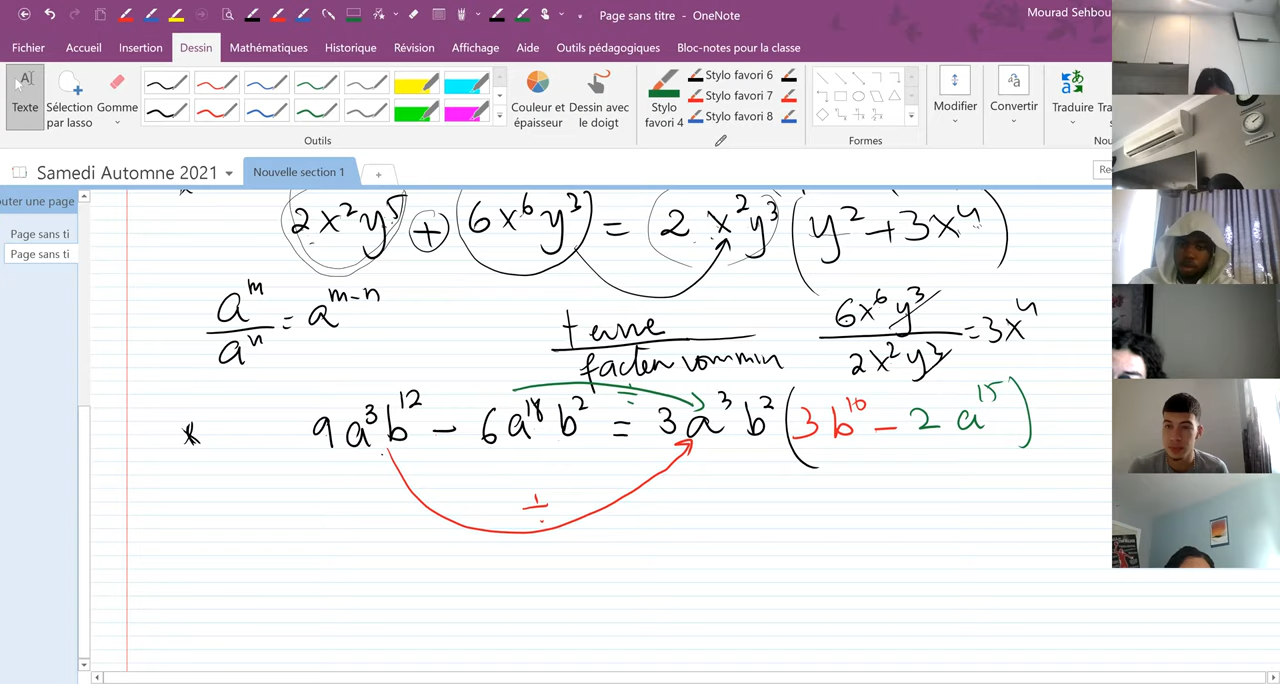 Page sans titre - OneNote
Mourad Sehbou
Fichier Accueil Insertion Dessin Mathématiques Historique Révision Affichage Aide Outils pédagogiques Bloc-notes pour la classe
Texte
Sélection par lasso
Gomme
Couleur et épaisseur
Dessin avec le doigt
Stylo favori 4
Stylo favori 6
Stylo favori 7
Stylo favori 8
Modifier
Convertir
Traduire
Outils
Formes
Samedi Automne 2021
Nouvelle section 1
+
outer une page
Page sans ti
Page sans ti
2x²y⁵ + 6x⁶y³ = 2x²y³(y² + 3x⁴)
a^m / a^n = a^(m-n)
terme / facteur commun
6x⁶y³ / 2x²y³ = 3x⁴
* 9a³b¹² - 6a¹⁸b² = 3a³b²(3b¹⁰ - 2a¹⁵)
÷
÷